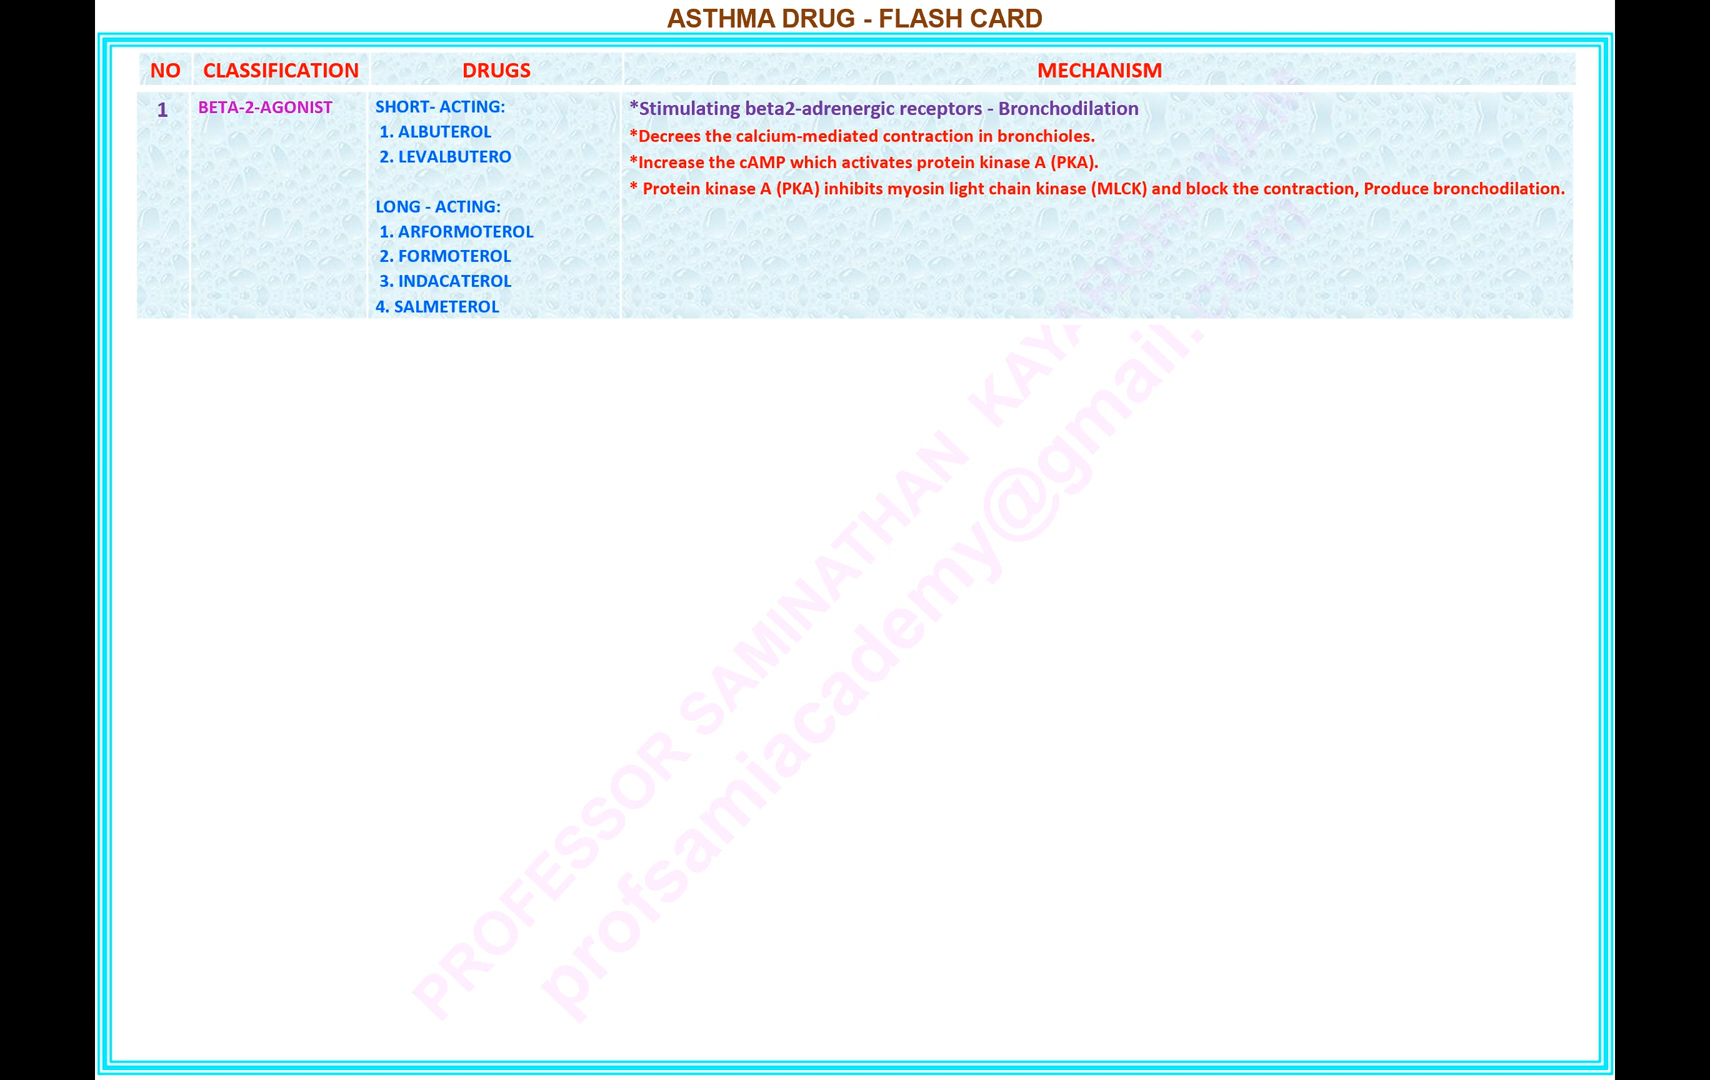 ASTHMA DRUG - FLASH CARD
NO CLASSIFICATION DRUGS MECHANISM
1 BETA-2-AGONIST
SHORT- ACTING:
1. ALBUTEROL
2. LEVALBUTERO
LONG - ACTING:
1. ARFORMOTEROL
2. FORMOTEROL
3. INDACATEROL
4. SALMETEROL
*Stimulating beta2-adrenergic receptors - Bronchodilation
*Decrees the calcium-mediated contraction in bronchioles.
*Increase the cAMP which activates protein kinase A (PKA).
* Protein kinase A (PKA) inhibits myosin light chain kinase (MLCK) and block the contraction, Produce bronchodilation.
PROFESSOR SAMINATHAN
profsamiacademy@gmail.com